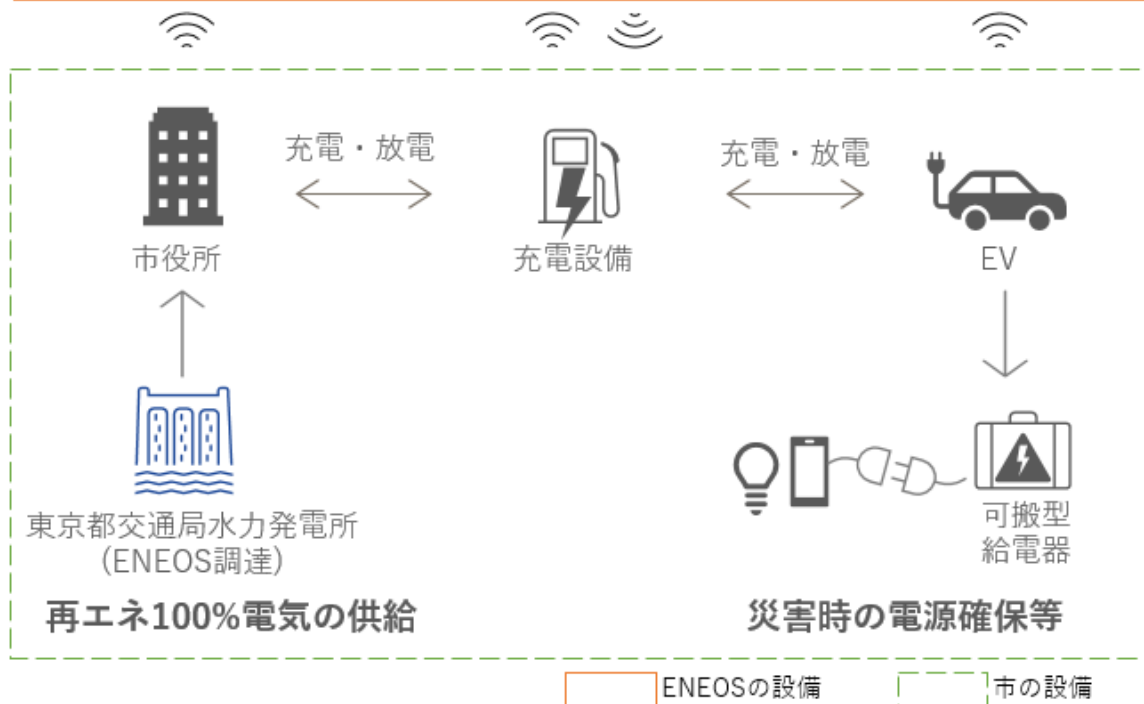 充電・放電
充電・放電
市役所
充電設備
EV
東京都交通局水力発電所
(ENEOS調達)
可搬型
給電器
再エネ100%電気の供給
災害時の電源確保等
ENEOSの設備
市の設備